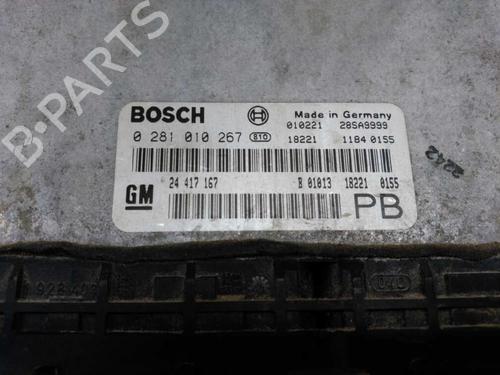 B-PARTS
BOSCH
Made in Germany
0 281 010 267 810
010221 28SA9999
18221 1184 0155
2242
GM
24 417 167
B 01013 18221 0155
PB